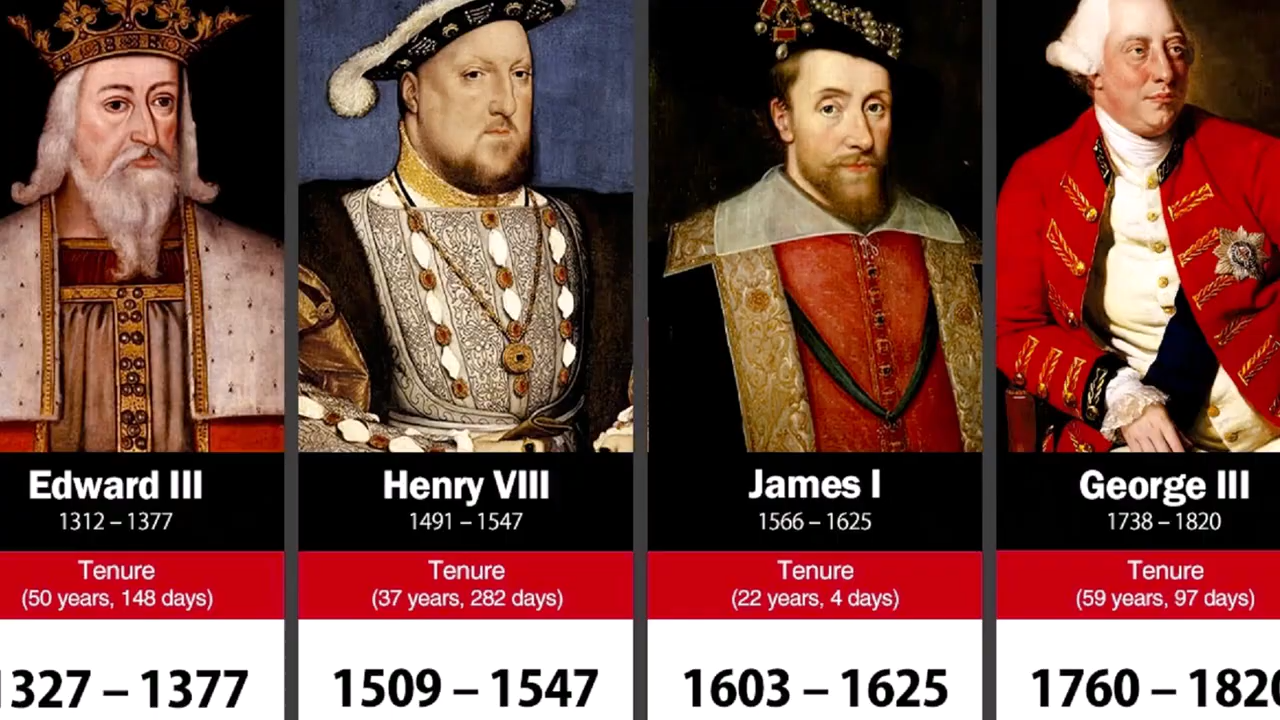 Edward III
1312 – 1377
Tenure
(50 years, 148 days)
1327 – 1377
Henry VIII
1491 – 1547
Tenure
(37 years, 282 days)
1509 – 1547
James I
1566 – 1625
Tenure
(22 years, 4 days)
1603 – 1625
George III
1738 – 1820
Tenure
(59 years, 97 days)
1760 – 1820